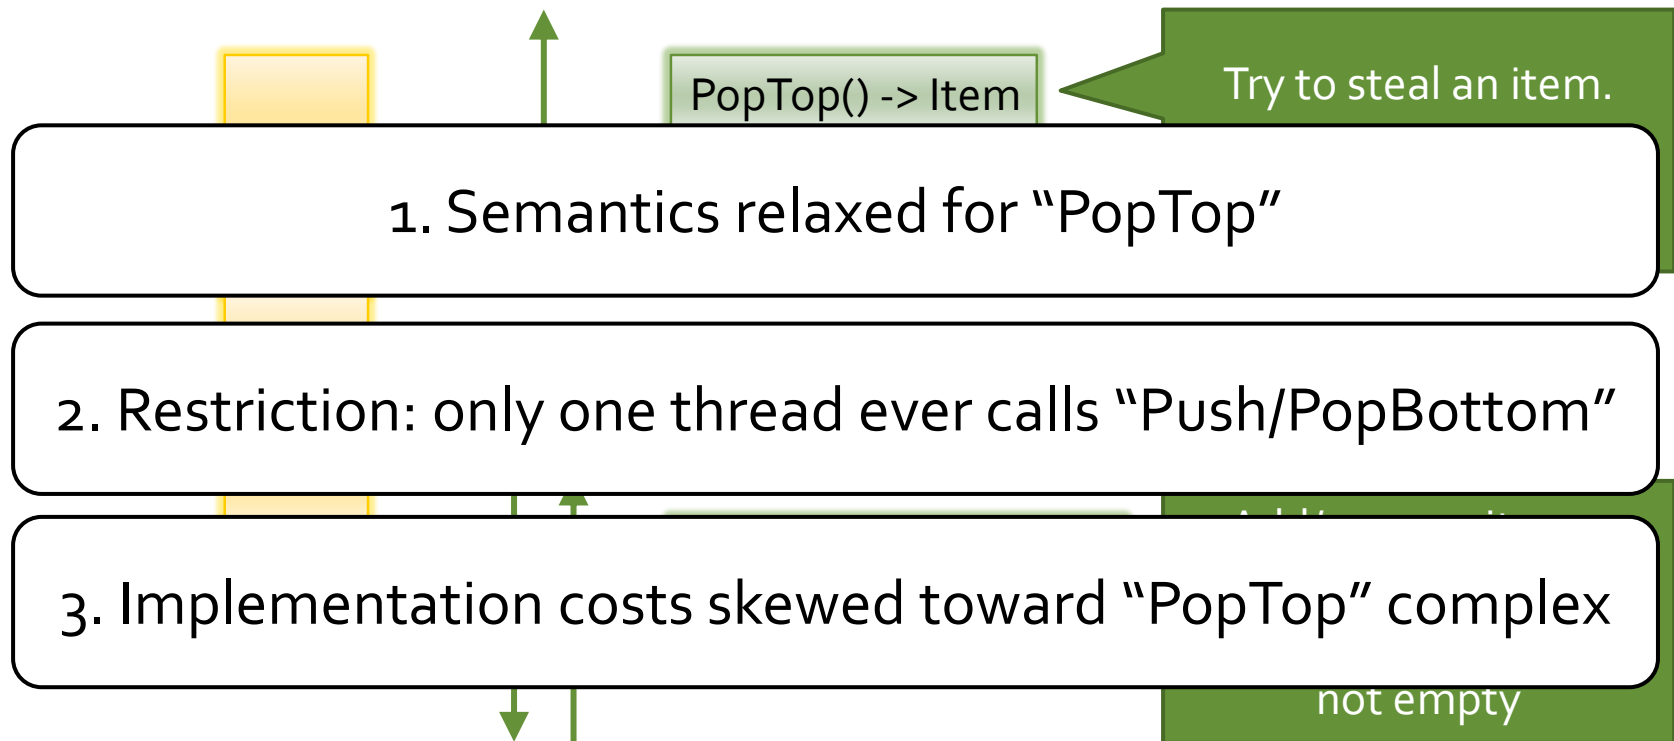 PopTop() -> Item
Try to steal an item.
1. Semantics relaxed for “PopTop”
2. Restriction: only one thread ever calls “Push/PopBottom”
3. Implementation costs skewed toward “PopTop” complex
not empty